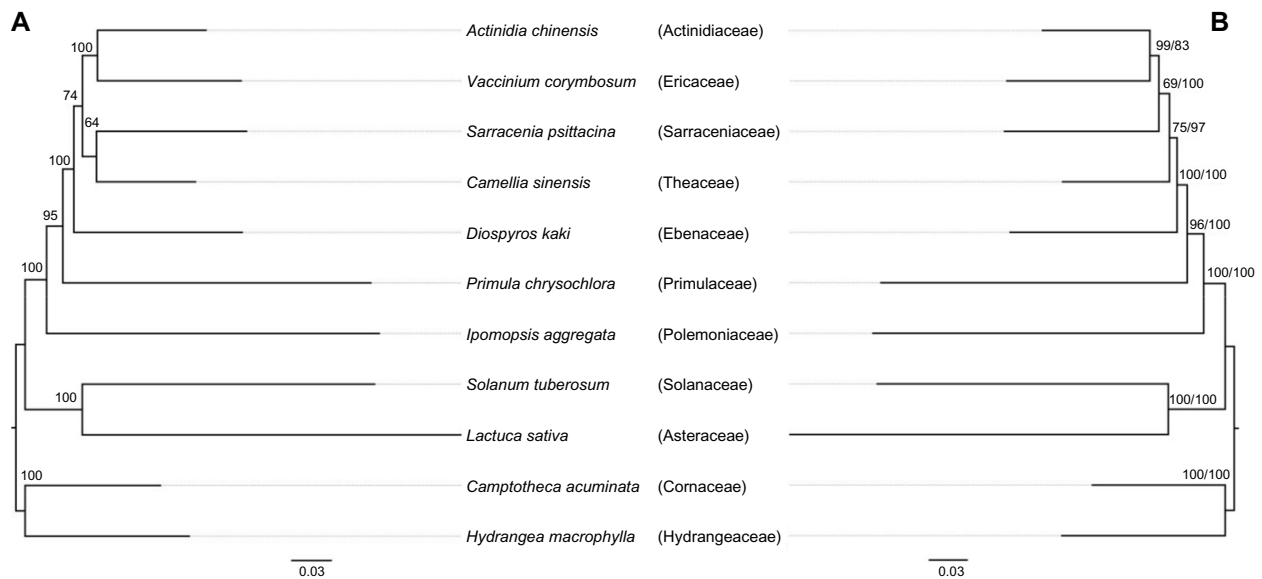 A
B
Actinidia chinensis (Actinidiaceae)
100
99/83
Vaccinium corymbosum (Ericaceae)
69/100
74
64
Sarracenia psittacina (Sarraceniaceae)
75/97
100
Camellia sinensis (Theaceae)
100/100
95
Diospyros kaki (Ebenaceae)
96/100
100
Primula chrysochlora (Primulaceae)
100/100
Ipomopsis aggregata (Polemoniaceae)
Solanum tuberosum (Solanaceae)
100
100/100
Lactuca sativa (Asteraceae)
100
100/100
Camptotheca acuminata (Cornaceae)
Hydrangea macrophylla (Hydrangeaceae)
0.03
0.03